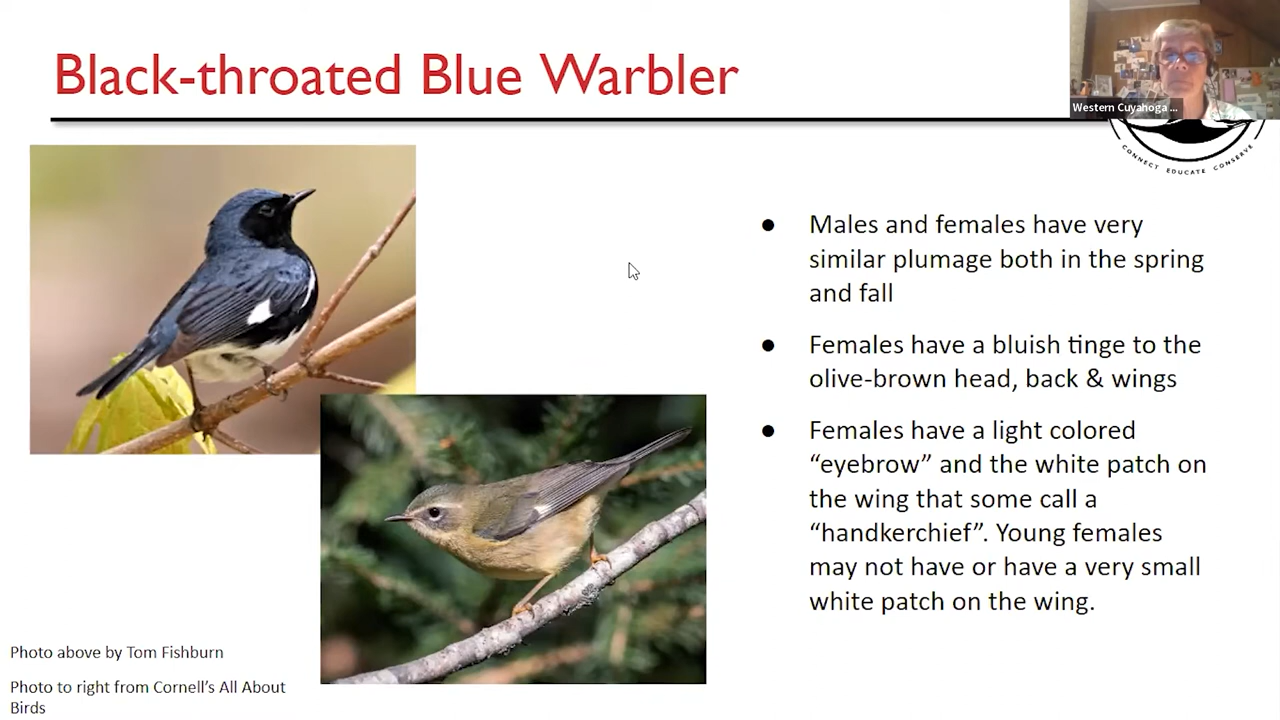 Black-throated Blue Warbler
Western Cuyahoga ...
CONNECT EDUCATE CONSERVE
● Males and females have very
similar plumage both in the spring
and fall
● Females have a bluish tinge to the
olive-brown head, back & wings
● Females have a light colored
“eyebrow” and the white patch on
the wing that some call a
“handkerchief”. Young females
may not have or have a very small
white patch on the wing.
Photo above by Tom Fishburn
Photo to right from Cornell’s All About
Birds